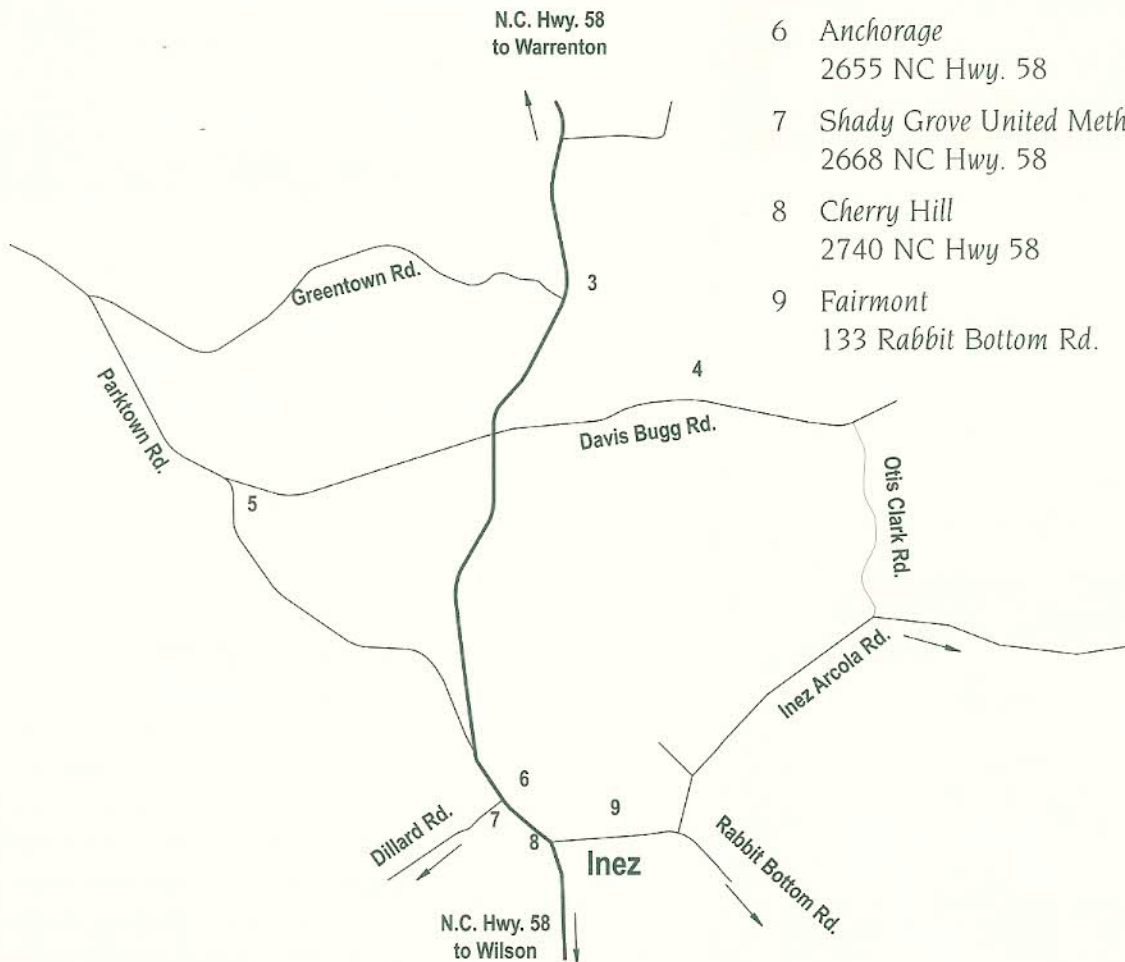 N.C. Hwy. 58
to Warrenton
6 Anchorage
2655 NC Hwy. 58
7 Shady Grove United Meth
2668 NC Hwy. 58
8 Cherry Hill
2740 NC Hwy 58
9 Fairmont
133 Rabbit Bottom Rd.
Greentown Rd.
3
Parktown Rd.
4
Davis Bugg Rd.
5
Otis Clark Rd.
Inez Arcola Rd.
6
7
8
9
Dillard Rd.
Inez
Rabbit Bottom Rd.
N.C. Hwy. 58
to Wilson